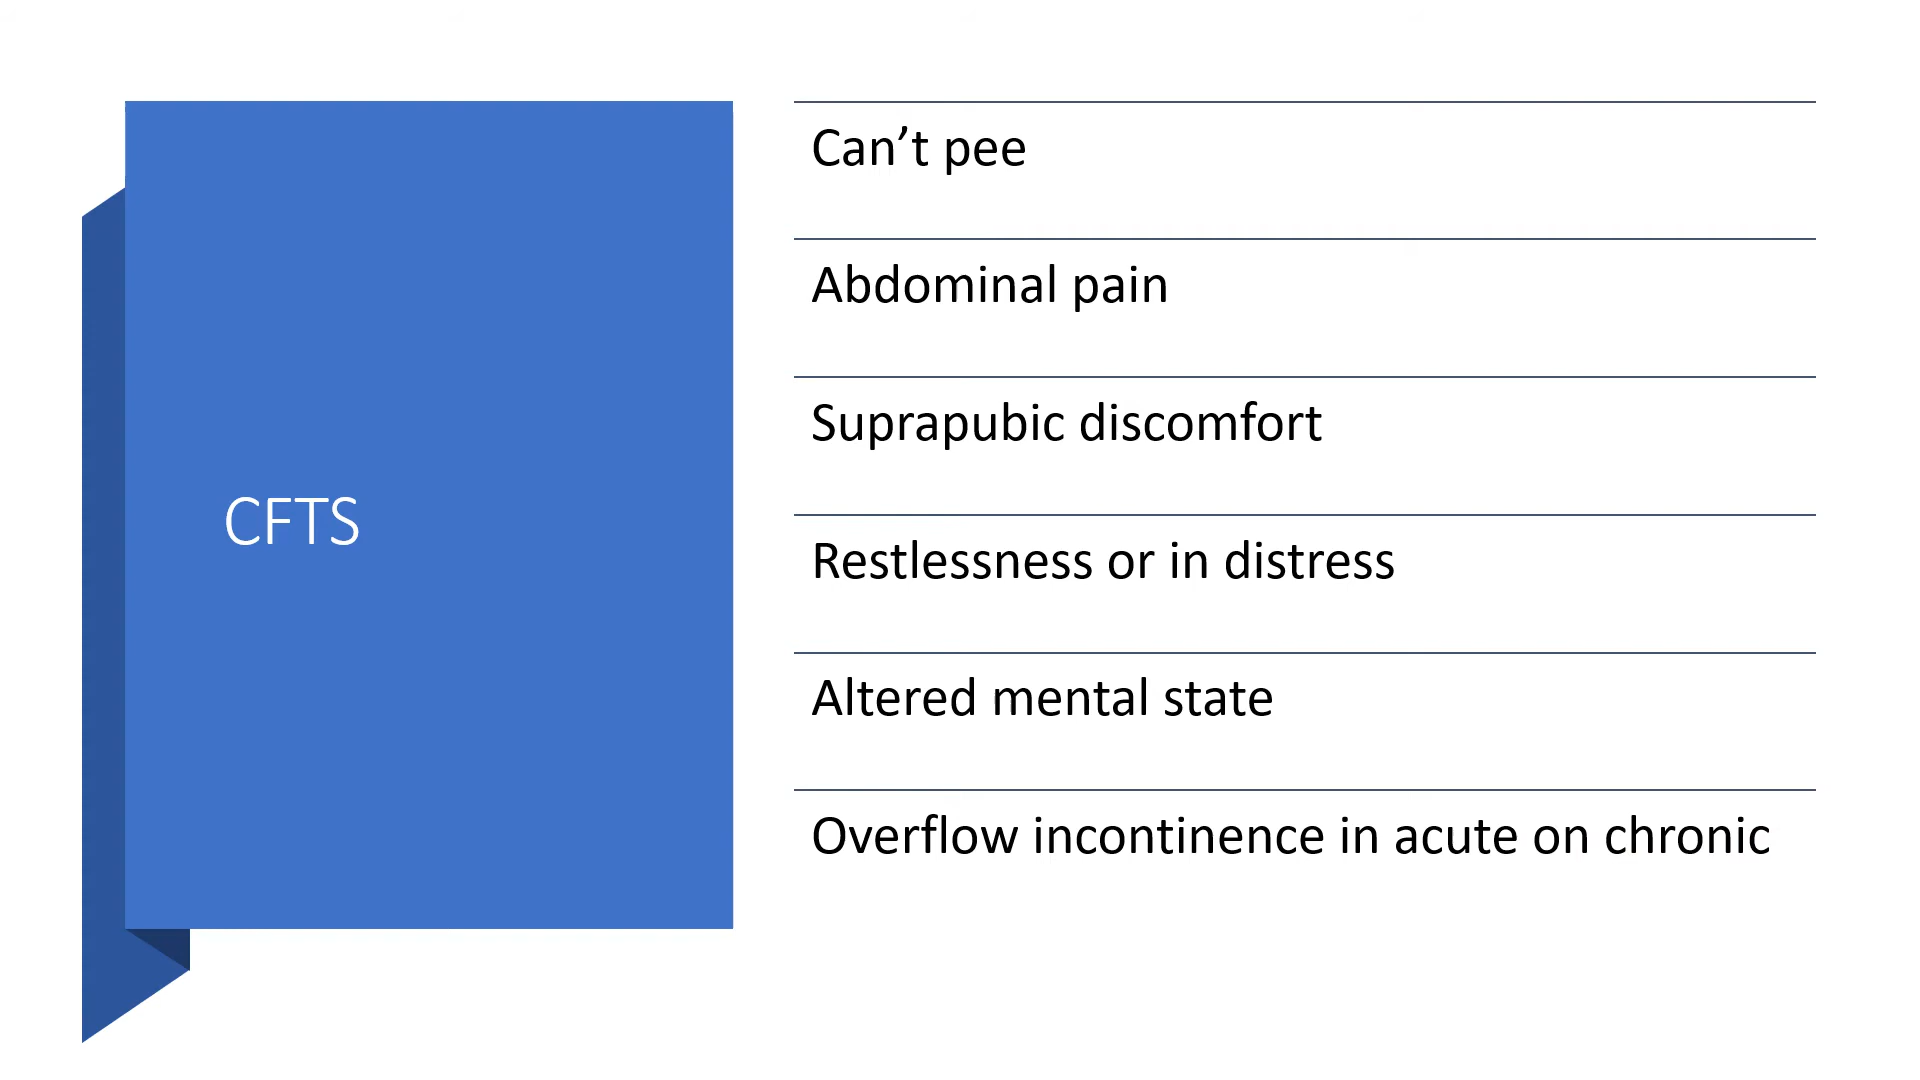 CFTS
Can’t pee
Abdominal pain
Suprapubic discomfort
Restlessness or in distress
Altered mental state
Overflow incontinence in acute on chronic